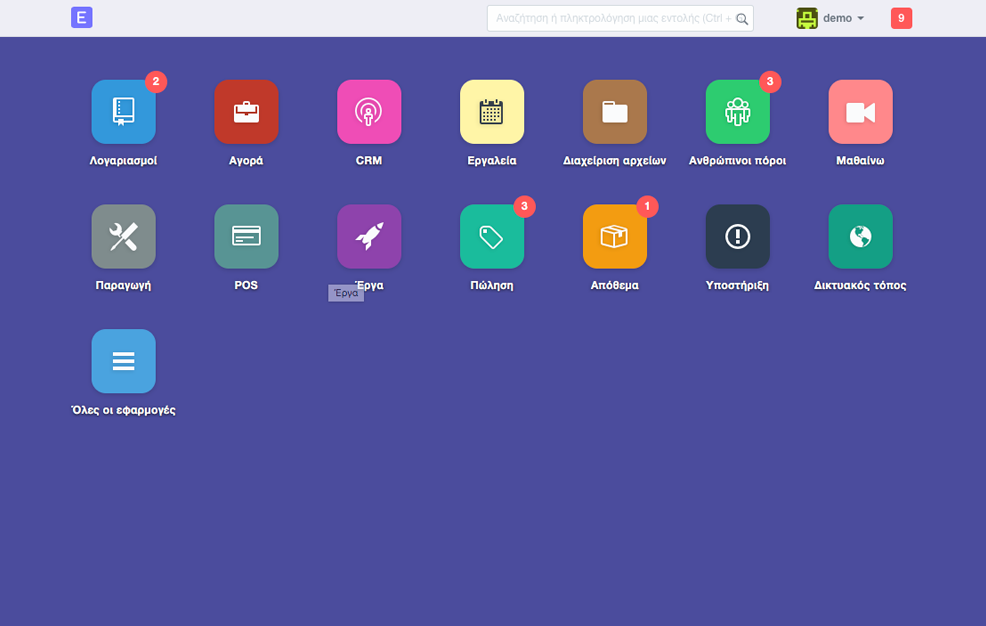 E
Αναζήτηση ή πληκτρολόγηση μιας εντολής (Ctrl +
demo
9
2
3
Λογαριασμοί
Αγορά
CRM
Εργαλεία
Διαχείριση αρχείων
Ανθρώπινοι πόροι
Μαθαίνω
3
1
Παραγωγή
POS
Έργα
Πώληση
Απόθεμα
Υποστήριξη
Δικτυακός τόπος
Έργα
Όλες οι εφαρμογές